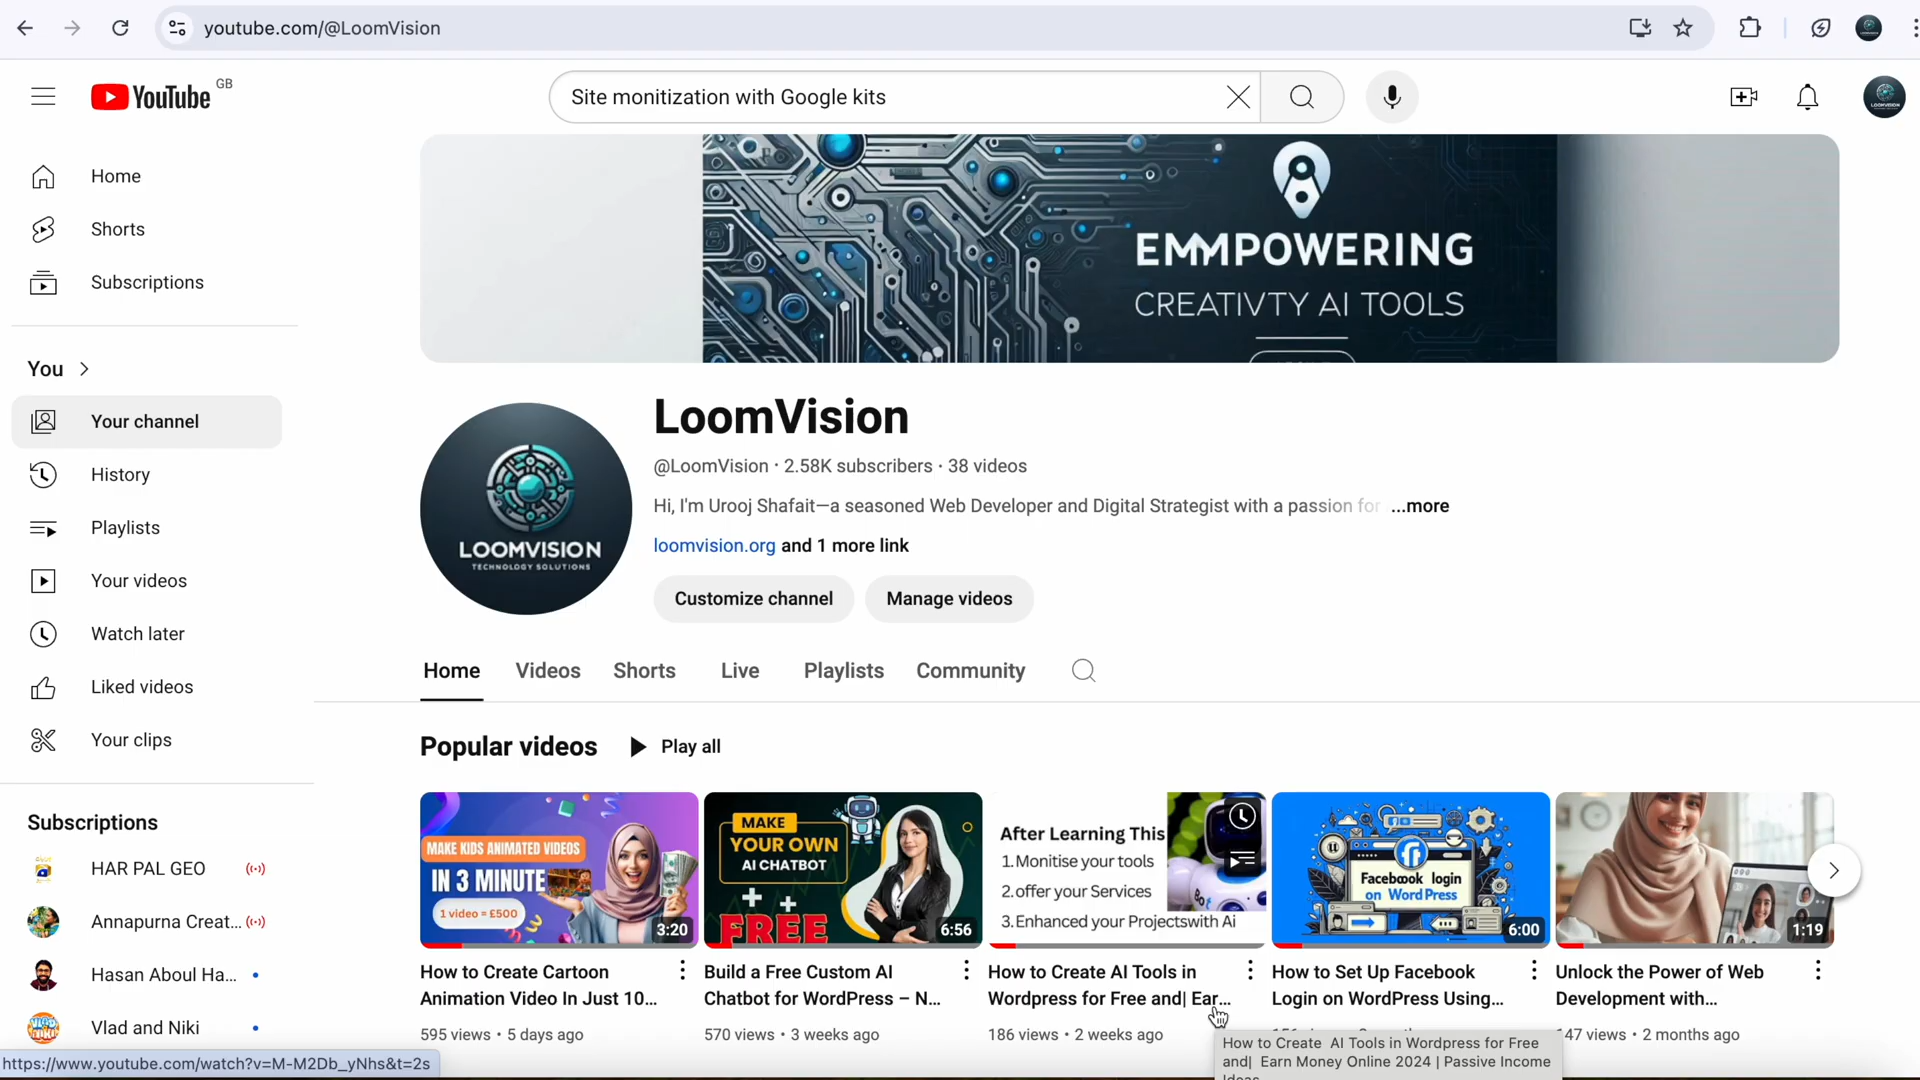 youtube.com/@LoomVision
YouTube GB
Site monitization with Google kits
Home
Shorts
Subscriptions
You
Your channel
History
Playlists
Your videos
Watch later
Liked videos
Your clips
Subscriptions
HAR PAL GEO
Annapurna Creat...
Hasan Aboul Ha...
Vlad and Niki
EMMPOWERING
CREATIVTY AI TOOLS
LOOMVISION
TECHNOLOGY SOLUTIONS
LoomVision
@LoomVision · 2.58K subscribers · 38 videos
Hi, I'm Urooj Shafait—a seasoned Web Developer and Digital Strategist with a passion for ...more
loomvision.org and 1 more link
Customize channel
Manage videos
Home
Videos
Shorts
Live
Playlists
Community
Popular videos
Play all
MAKE KIDS ANIMATED VIDEOS
IN 3 MINUTE
1 video = £500
3:20
How to Create Cartoon
Animation Video In Just 10...
595 views · 5 days ago
MAKE
YOUR OWN
AI CHATBOT
FREE
6:56
Build a Free Custom AI
Chatbot for WordPress – N...
570 views · 3 weeks ago
After Learning This
1.Monitise your tools
2.offer your Services
3.Enhanced your Projectswith Ai
Bot
How to Create AI Tools in
Wordpress for Free and| Ear...
186 views · 2 weeks ago
Facebook login
on WordPress
6:00
How to Set Up Facebook
Login on WordPress Using...
1:19
Unlock the Power of Web
Development with...
147 views · 2 months ago
How to Create AI Tools in Wordpress for Free
and| Earn Money Online 2024 | Passive Income
Ideas
https://www.youtube.com/watch?v=M-M2Db_yNhs&t=2s